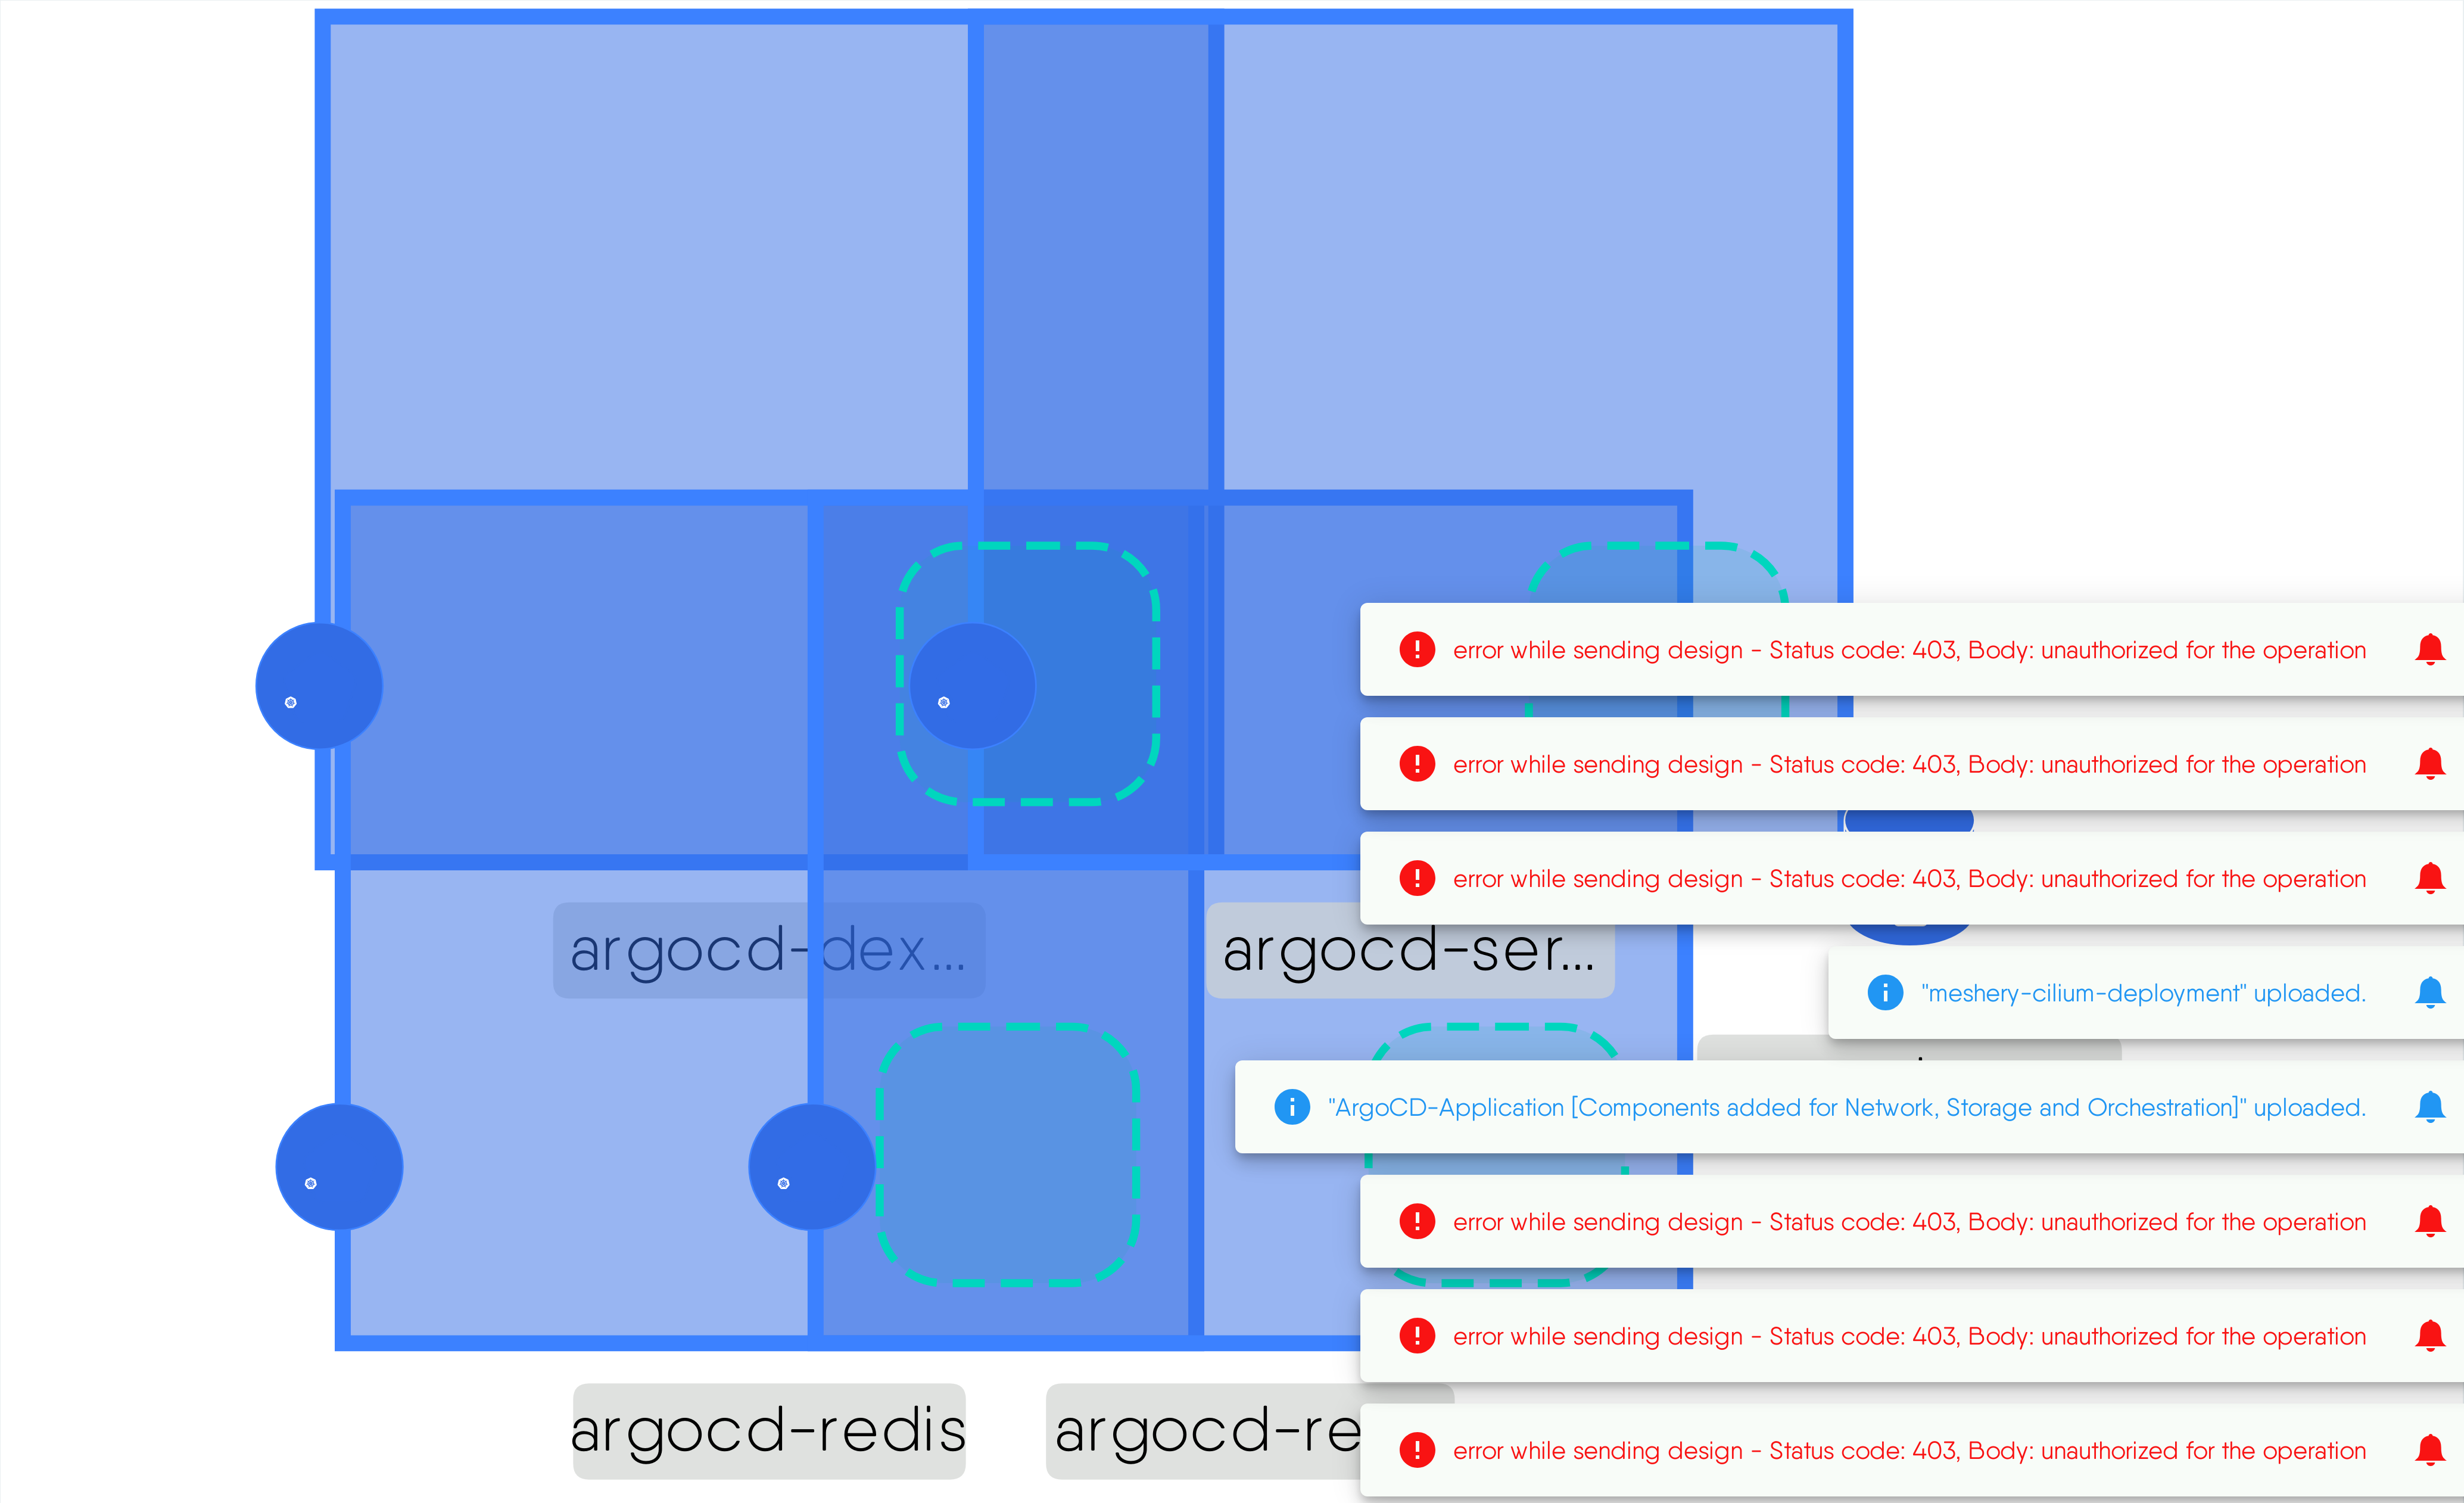 error while sending design - Status code: 403, Body: unauthorized for the operation
error while sending design - Status code: 403, Body: unauthorized for the operation
error while sending design - Status code: 403, Body: unauthorized for the operation
argocd-dex...
argocd-ser...
"meshery-cilium-deployment" uploaded.
"ArgoCD-Application [Components added for Network, Storage and Orchestration]" uploaded.
error while sending design - Status code: 403, Body: unauthorized for the operation
error while sending design - Status code: 403, Body: unauthorized for the operation
argocd-redis
argocd-re
error while sending design - Status code: 403, Body: unauthorized for the operation